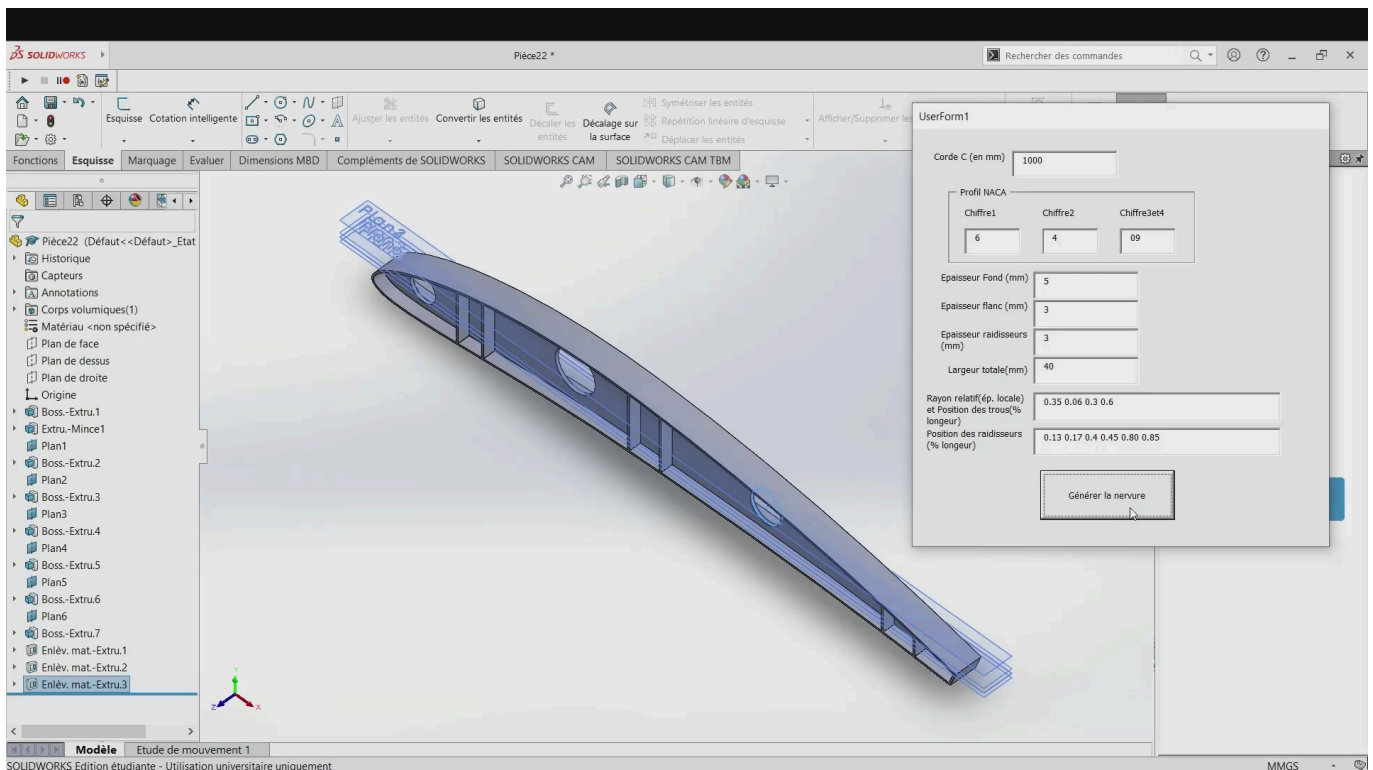 SOLIDWORKS
Pièce22 *
Rechercher des commandes
Esquisse
Cotation intelligente
Ajuster les entités
Convertir les entités
Décaler les entités
Décalage sur la surface
Symétriser les entités
Répétition linéaire d'esquisse
Déplacer les entités
Afficher/Supprimer les
Fonctions
Esquisse
Marquage
Evaluer
Dimensions MBD
Compléments de SOLIDWORKS
SOLIDWORKS CAM
SOLIDWORKS CAM TBM
Pièce22 (Défaut<<Défaut>_Etat
Historique
Capteurs
Annotations
Corps volumiques(1)
Matériau <non spécifié>
Plan de face
Plan de dessus
Plan de droite
Origine
Boss.-Extru.1
Extru.-Mince1
Plan1
Boss.-Extru.2
Plan2
Boss.-Extru.3
Plan3
Boss.-Extru.4
Plan4
Boss.-Extru.5
Plan5
Boss.-Extru.6
Plan6
Boss.-Extru.7
Enlèv. mat.-Extru.1
Enlèv. mat.-Extru.2
Enlèv. mat.-Extru.3
Plan2
Y
Z
X
UserForm1
Corde C (en mm)
1000
Profil NACA
Chiffre1
Chiffre2
Chiffre3et4
6
4
09
Epaisseur Fond (mm)
5
Epaisseur flanc (mm)
3
Epaisseur raidisseurs
(mm)
3
Largeur totale(mm)
40
Rayon relatif(ép. locale)
et Position des trous(%
longeur)
0.35 0.06 0.3 0.6
Position des raidisseurs
(% longeur)
0.13 0.17 0.4 0.45 0.80 0.85
Générer la nervure
Modèle
Etude de mouvement 1
SOLIDWORKS Edition étudiante - Utilisation universitaire uniquement
MMGS